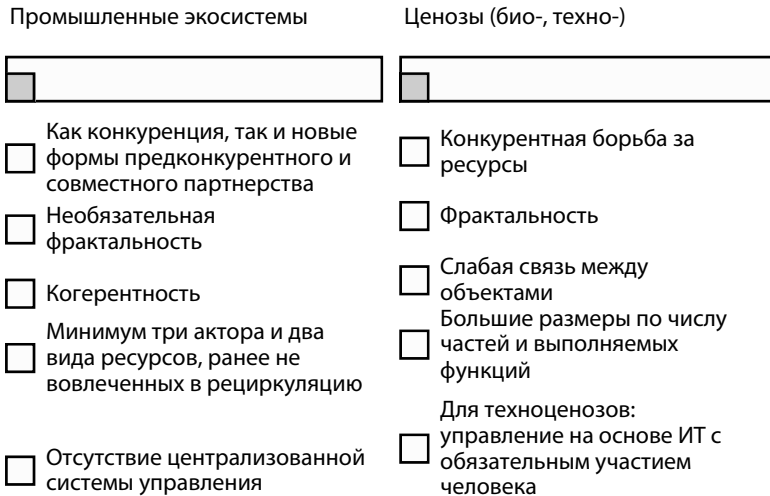 Промышленные экосистемы
Как конкуренция, так и новые
формы предконкурентного и
совместного партнерства
Необязательная
фрактальность
Когерентность
Минимум три актора и два
вида ресурсов, ранее не
вовлеченных в рециркуляцию
Отсутствие централизованной
системы управления
Ценозы (био-, техно-)
Конкурентная борьба за
ресурсы
Фрактальность
Слабая связь между
объектами
Большие размеры по числу
частей и выполняемых
функций
Для техноценозов:
управление на основе ИТ с
обязательным участием
человека